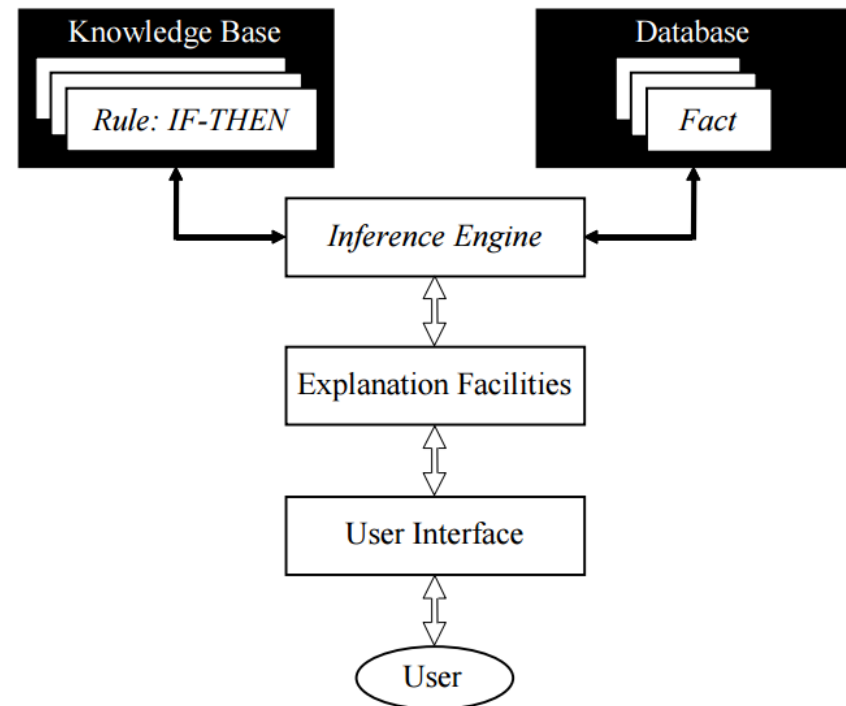 Knowledge Base
Rule: IF-THEN
Database
Fact
Inference Engine
Explanation Facilities
User Interface
User